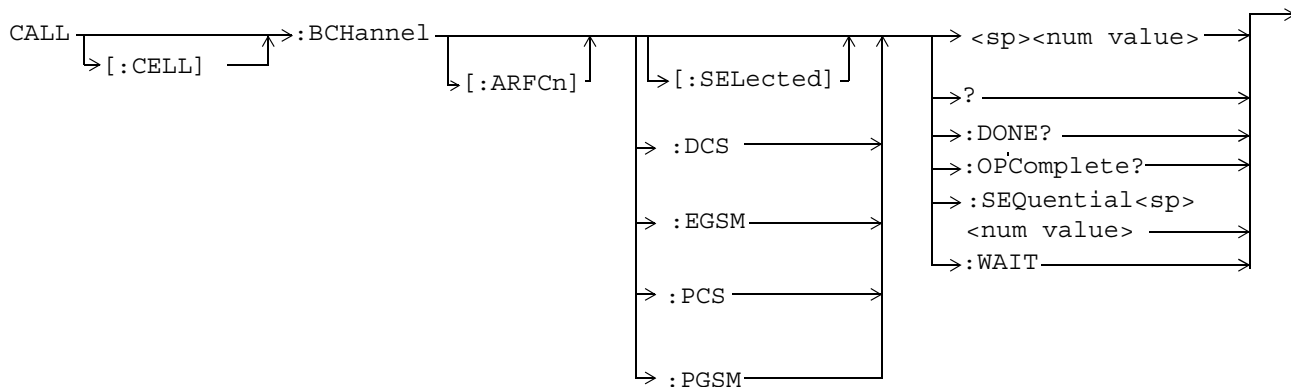 CALL
[:CELL]
:BCHannel
[:ARFCn]
[:SELected]
:DCS
:EGSM
:PCS
:PGSM
<sp><num value>
?
:DONE?
:OPComplete?
:SEQuential<sp>
<num value>
:WAIT